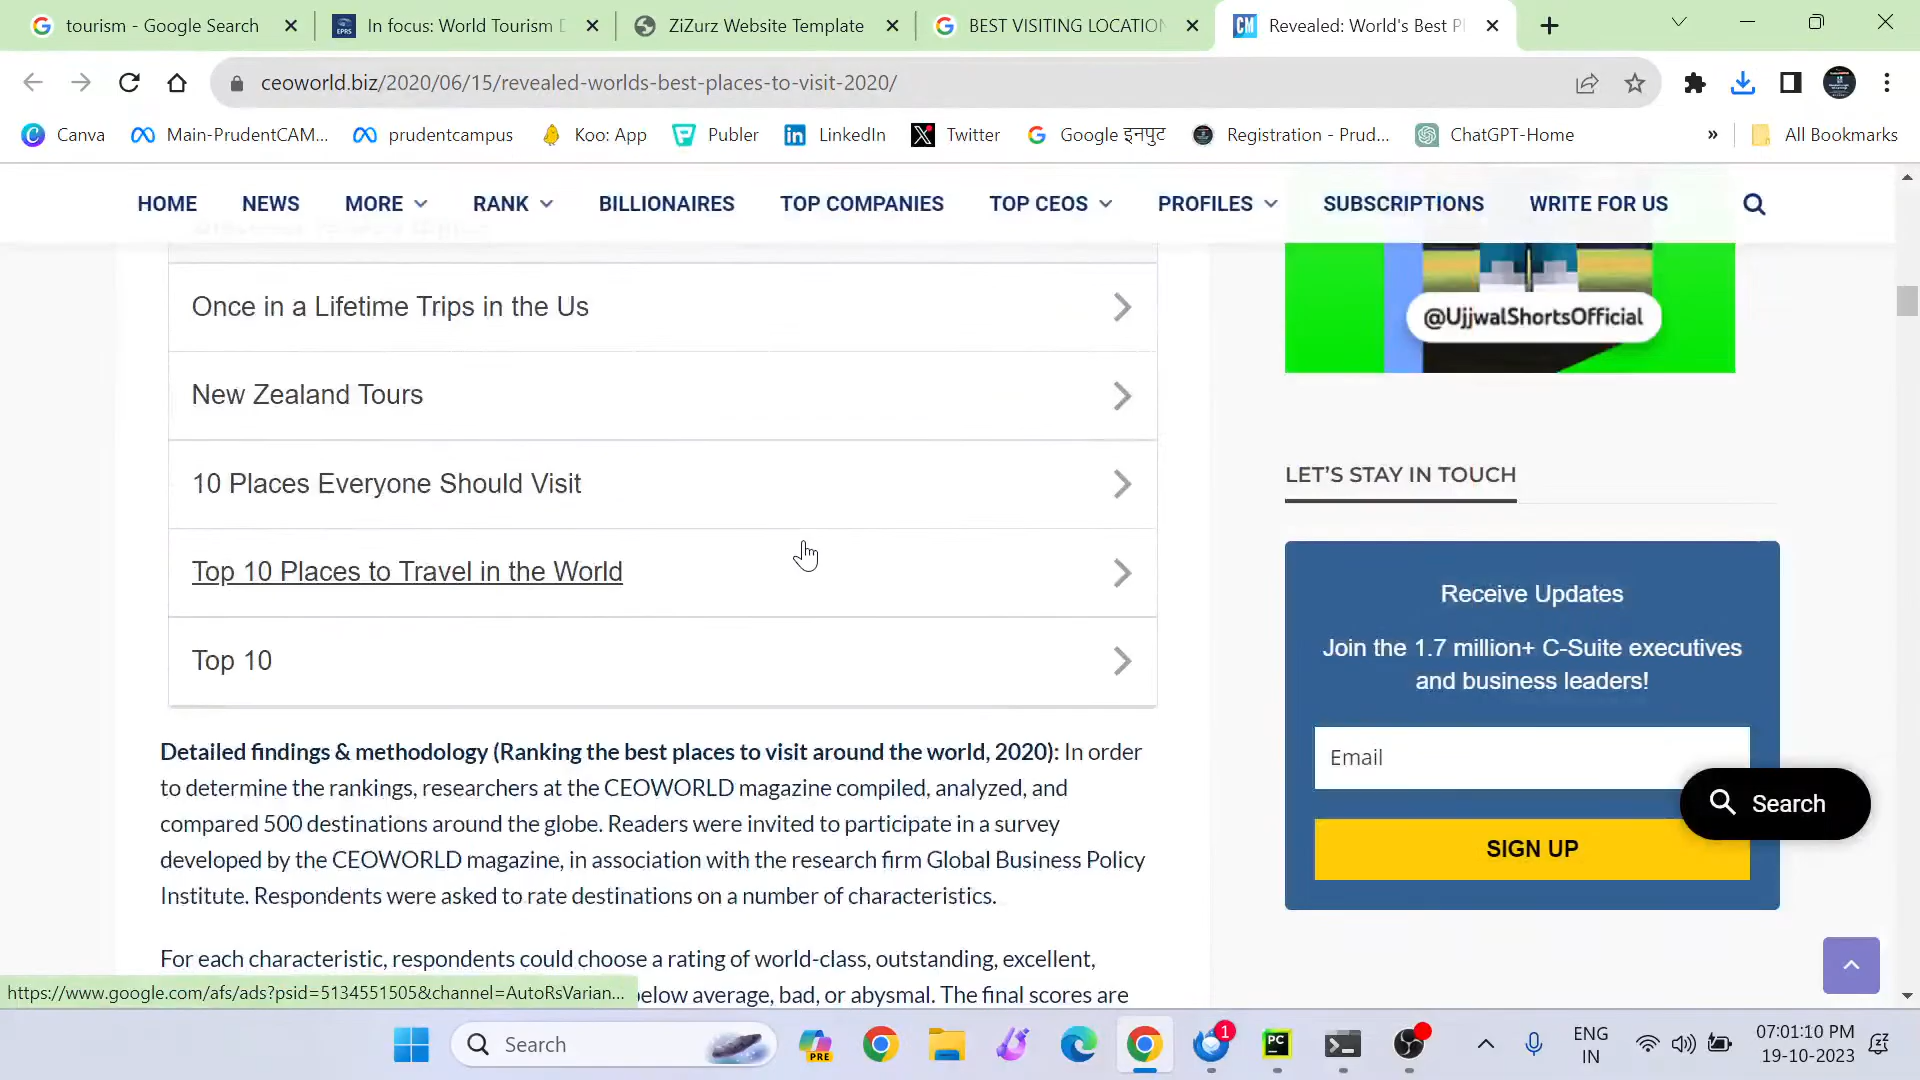 tourism - Google Search
In focus: World Tourism D
ZiZurz Website Template
BEST VISITING LOCATION
Revealed: World's Best Pl
ceoworld.biz/2020/06/15/revealed-worlds-best-places-to-visit-2020/
Canva
Main-PrudentCAM...
prudentcampus
Koo: App
Publer
LinkedIn
Twitter
Google इनपुट
Registration - Prud...
ChatGPT-Home
»
All Bookmarks
HOME
NEWS
MORE
RANK
BILLIONAIRES
TOP COMPANIES
TOP CEOS
PROFILES
SUBSCRIPTIONS
WRITE FOR US
Once in a Lifetime Trips in the Us
New Zealand Tours
10 Places Everyone Should Visit
Top 10 Places to Travel in the World
Top 10
Detailed findings & methodology (Ranking the best places to visit around the world, 2020): In order
to determine the rankings, researchers at the CEOWORLD magazine compiled, analyzed, and
compared 500 destinations around the globe. Readers were invited to participate in a survey
developed by the CEOWORLD magazine, in association with the research firm Global Business Policy
Institute. Respondents were asked to rate destinations on a number of characteristics.
For each characteristic, respondents could choose a rating of world-class, outstanding, excellent,
elow average, bad, or abysmal. The final scores are
@UjjwalShortsOfficial
LET'S STAY IN TOUCH
Receive Updates
Join the 1.7 million+ C-Suite executives
and business leaders!
Email
SIGN UP
Search
https://www.google.com/afs/ads?psid=5134551505&channel=AutoRsVarian...
Search
PRE
1
PC
ENG
IN
07:01:10 PM
19-10-2023